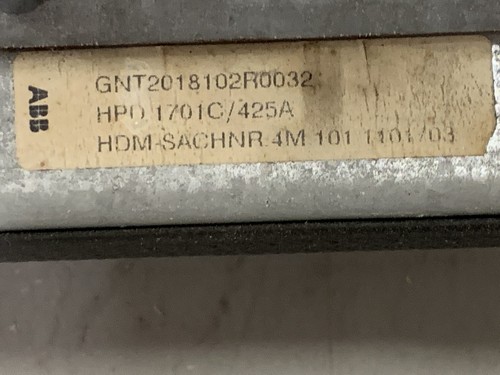 ABB
GNT2018102R0032
HPO 1701C/425A
HDM-SACHNR.4M.101.1101/03